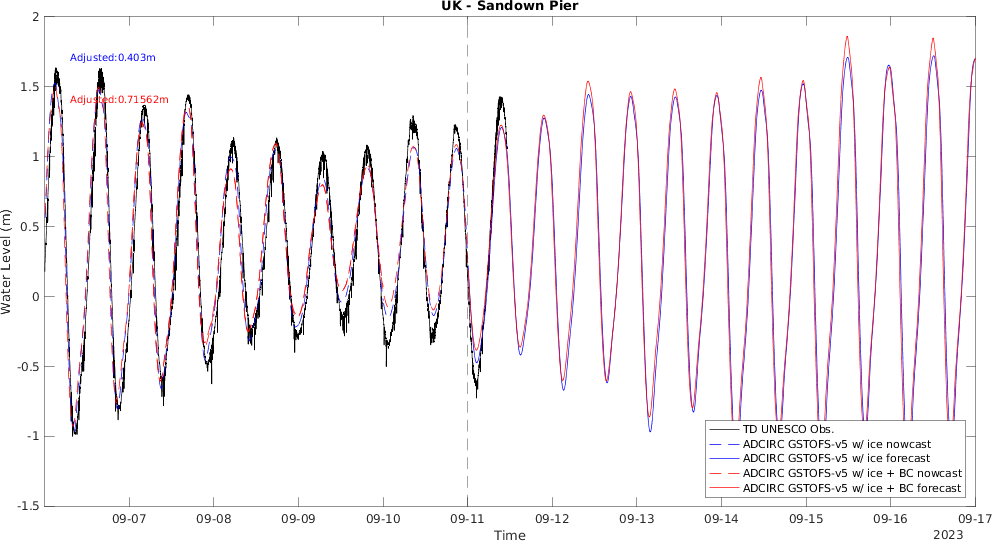 UK - Sandown Pier
Adjusted:0.403m
Adjusted:0.71562m
Water Level (m)
2
1.5
1
0.5
0
-0.5
-1
-1.5
TD UNESCO Obs.
ADCIRC GSTOFS-v5 w/ ice nowcast
ADCIRC GSTOFS-v5 w/ ice forecast
ADCIRC GSTOFS-v5 w/ ice + BC nowcast
ADCIRC GSTOFS-v5 w/ ice + BC forecast
09-07 09-08 09-09 09-10 09-11 09-12 09-13 09-14 09-15 09-16 09-17
Time
2023